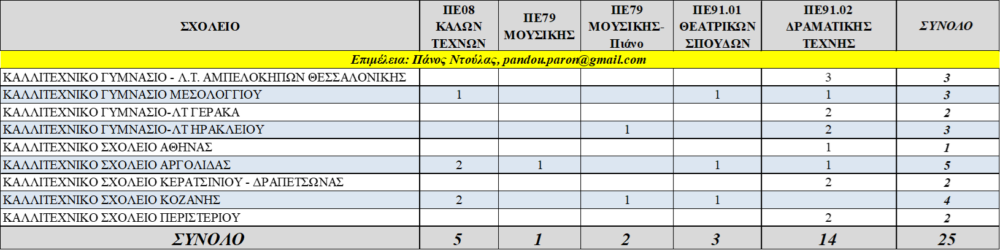 ΣΧΟΛΕΙΟ ΠΕ08 ΚΑΛΩΝ ΤΕΧΝΩΝ ΠΕ79 ΜΟΥΣΙΚΗΣ ΠΕ79 ΜΟΥΣΙΚΗΣ-Πιάνο ΠΕ91.01 ΘΕΑΤΡΙΚΩΝ ΣΠΟΥΔΩΝ ΠΕ91.02 ΔΡΑΜΑΤΙΚΗΣ ΤΕΧΝΗΣ ΣΥΝΟΛΟ
Επιμέλεια: Πάνος Ντούλας, pandou.paron@gmail.com
ΚΑΛΛΙΤΕΧΝΙΚΟ ΓΥΜΝΑΣΙΟ - Λ.Τ. ΑΜΠΕΛΟΚΗΠΩΝ ΘΕΣΣΑΛΟΝΙΚΗΣ 3 3
ΚΑΛΛΙΤΕΧΝΙΚΟ ΓΥΜΝΑΣΙΟ ΜΕΣΟΛΟΓΓΙΟΥ 1 1 1 3
ΚΑΛΛΙΤΕΧΝΙΚΟ ΓΥΜΝΑΣΙΟ-ΛΤ ΓΕΡΑΚΑ 2 2
ΚΑΛΛΙΤΕΧΝΙΚΟ ΓΥΜΝΑΣΙΟ-ΛΤ ΗΡΑΚΛΕΙΟΥ 1 2 3
ΚΑΛΛΙΤΕΧΝΙΚΟ ΣΧΟΛΕΙΟ ΑΘΗΝΑΣ 1 1
ΚΑΛΛΙΤΕΧΝΙΚΟ ΣΧΟΛΕΙΟ ΑΡΓΟΛΙΔΑΣ 2 1 1 1 5
ΚΑΛΛΙΤΕΧΝΙΚΟ ΣΧΟΛΕΙΟ ΚΕΡΑΤΣΙΝΙΟΥ - ΔΡΑΠΕΤΣΩΝΑΣ 2 2
ΚΑΛΛΙΤΕΧΝΙΚΟ ΣΧΟΛΕΙΟ ΚΟΖΑΝΗΣ 2 1 1 4
ΚΑΛΛΙΤΕΧΝΙΚΟ ΣΧΟΛΕΙΟ ΠΕΡΙΣΤΕΡΙΟΥ 2 2
ΣΥΝΟΛΟ 5 1 2 3 14 25